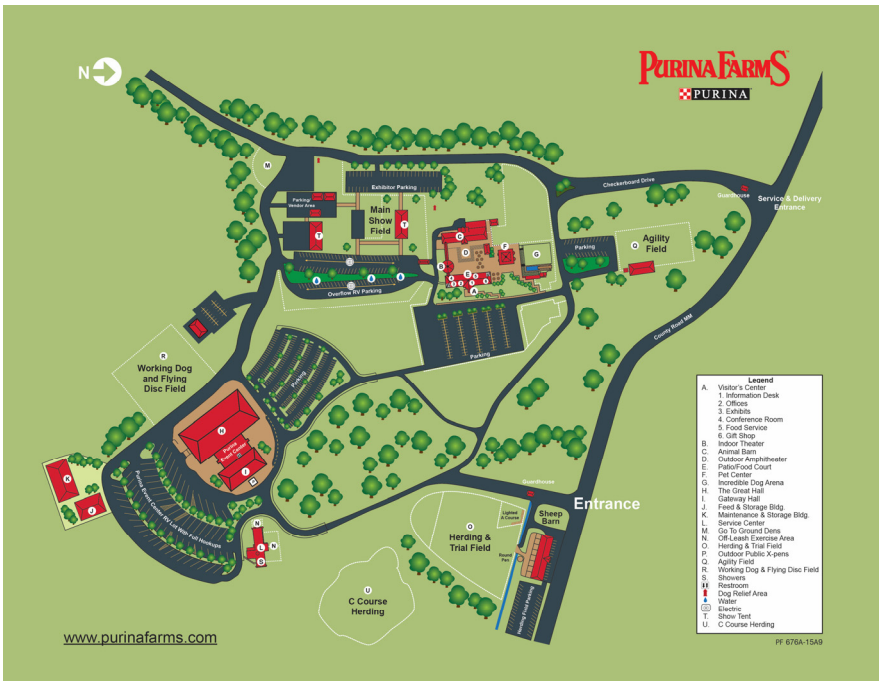 N
PURINA FARMS
PURINA
M
Exhibitor Parking
Checkerboard Drive
Guardhouse
Service & Delivery
Entrance
Parking/
Vendor Area
Main
Show
Field
T
T
C
D
F
G
B
E
A
Parking
Q
Agility
Field
Overflow RV Parking
County Road MM
Parking
R
Working Dog
and Flying
Disc Field
Parking
H
Purina
Event Center
I
P
K
J
Purina Event Center RV Lot With Full Hookups
N
N
L
S
Guardhouse
Entrance
Lighted
A Course
Sheep
Barn
O
Herding &
Trial Field
Round
Pen
Herding Field Parking
U
C Course
Herding
Legend
A. Visitor's Center
1. Information Desk
2. Offices
3. Exhibits
4. Conference Room
5. Food Service
6. Gift Shop
B. Indoor Theater
C. Animal Barn
D. Outdoor Amphitheater
E. Patio/Food Court
F. Pet Center
G. Incredible Dog Arena
H. The Great Hall
I. Gateway Hall
J. Feed & Storage Bldg.
K. Maintenance & Storage Bldg.
L. Service Center
M. Go To Ground Dens
N. Off-Leash Exercise Area
O. Herding & Trial Field
P. Outdoor Public X-pens
Q. Agility Field
R. Working Dog & Flying Disc Field
S. Showers
Restroom
Dog Relief Area
Water
Electric
T. Show Tent
U. C Course Herding
www.purinafarms.com
PF 676A-15A9